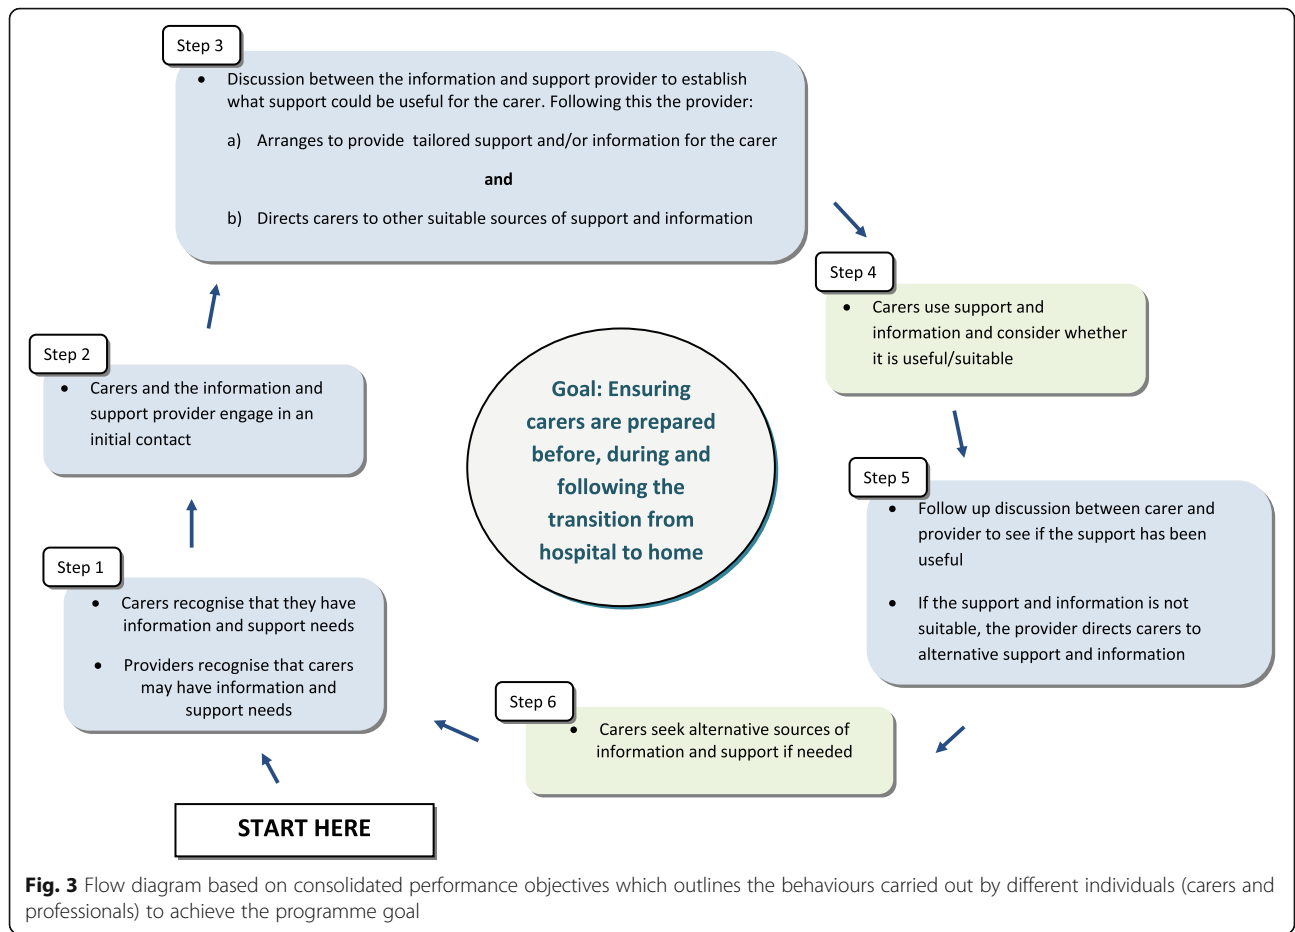 Step 3
• Discussion between the information and support provider to establish
what support could be useful for the carer. Following this the provider:
a) Arranges to provide tailored support and/or information for the carer
and
b) Directs carers to other suitable sources of support and information
Step 4
• Carers use support and
information and consider whether
it is useful/suitable
Step 2
• Carers and the information and
support provider engage in an
initial contact
Goal: Ensuring
carers are prepared
before, during and
following the
transition from
hospital to home
Step 5
• Follow up discussion between carer and
provider to see if the support has been
useful
• If the support and information is not
suitable, the provider directs carers to
alternative support and information
Step 1
• Carers recognise that they have
information and support needs
• Providers recognise that carers
may have information and
support needs
Step 6
• Carers seek alternative sources of
information and support if needed
START HERE
Fig. 3 Flow diagram based on consolidated performance objectives which outlines the behaviours carried out by different individuals (carers and
professionals) to achieve the programme goal